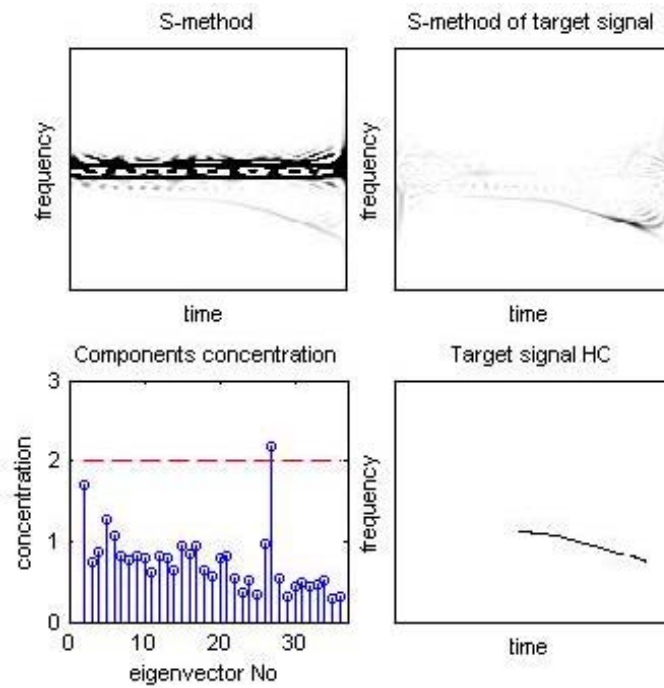 S-method
S-method of target signal
frequency
frequency
time
time
Components concentration
Target signal HC
3
2
1
0
concentration
frequency
0
10
20
30
eigenvector No
time